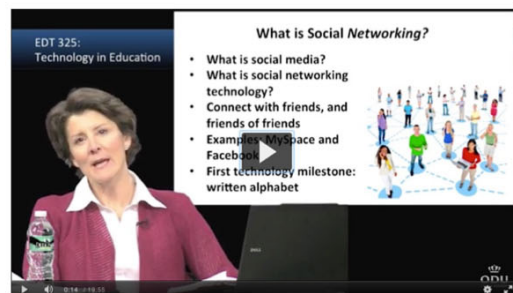 EDT 325:
Technology in Education
What is Social Networking?
• What is social media?
• What is social networking
technology?
• Connect with friends, and
friends of friends
• Examples: MySpace and
Facebook
• First technology milestone:
written alphabet
DELL
ODU